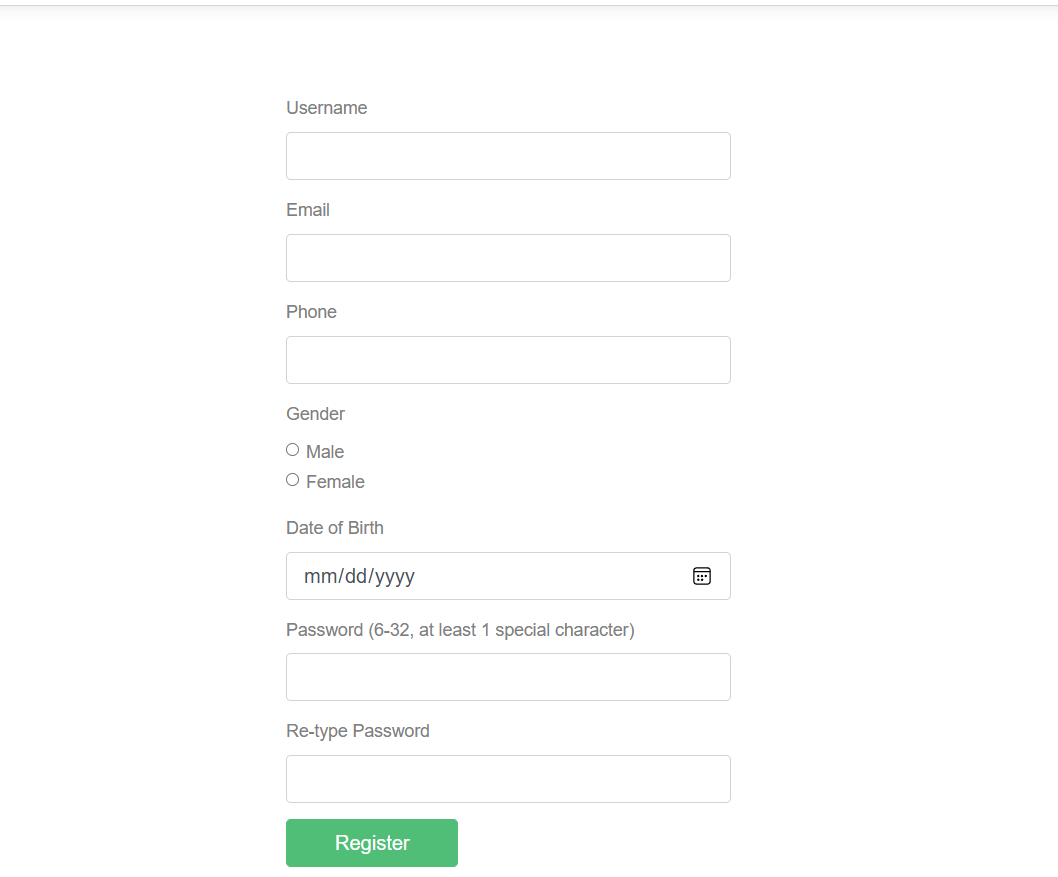 Username
Email
Phone
Gender
Male
Female
Date of Birth
mm/dd/yyyy
Password (6-32, at least 1 special character)
Re-type Password
Register